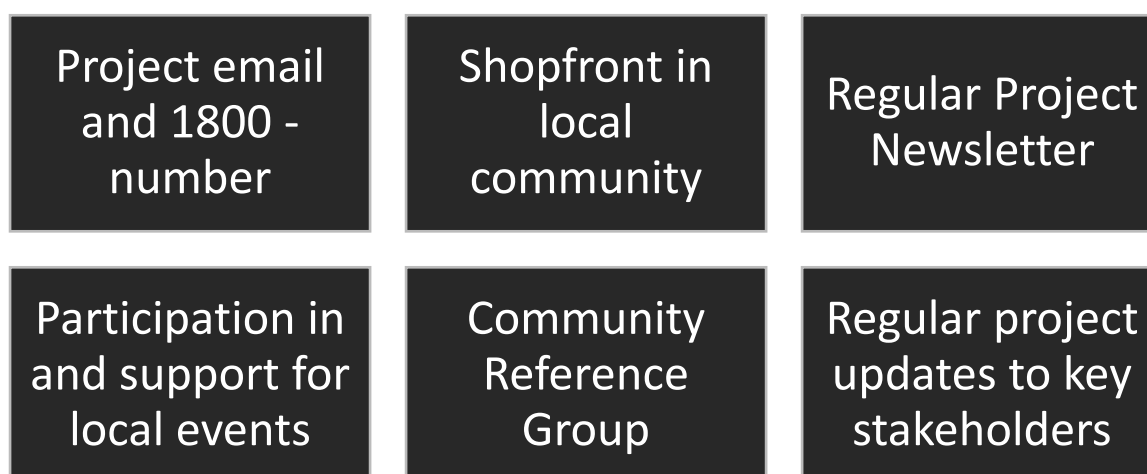 Project email
and 1800 -
number
Shopfront in
local
community
Regular Project
Newsletter
Participation in
and support for
local events
Community
Reference
Group
Regular project
updates to key
stakeholders